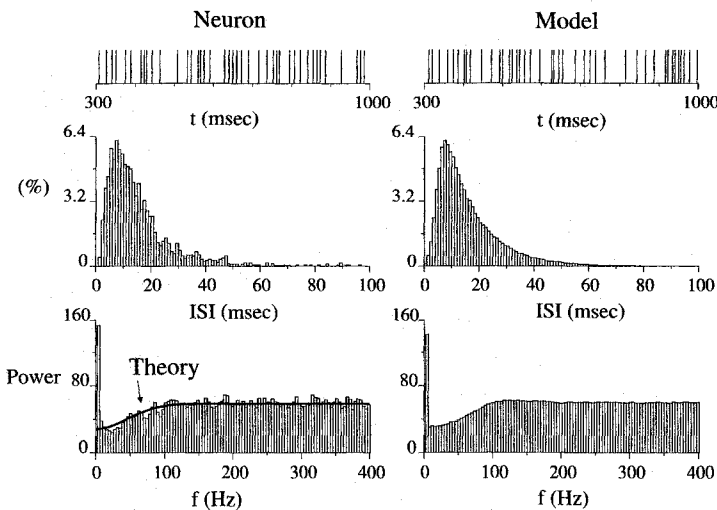 Neuron Model
300 1000 300 1000
t (msec) t (msec)
6.4 6.4
(%) 3.2 3.2
0 0
0 20 40 60 80 100 0 20 40 60 80 100
ISI (msec) ISI (msec)
160 160
Theory
Power 80 80
0 0
0 100 200 300 400 0 100 200 300 400
f (Hz) f (Hz)